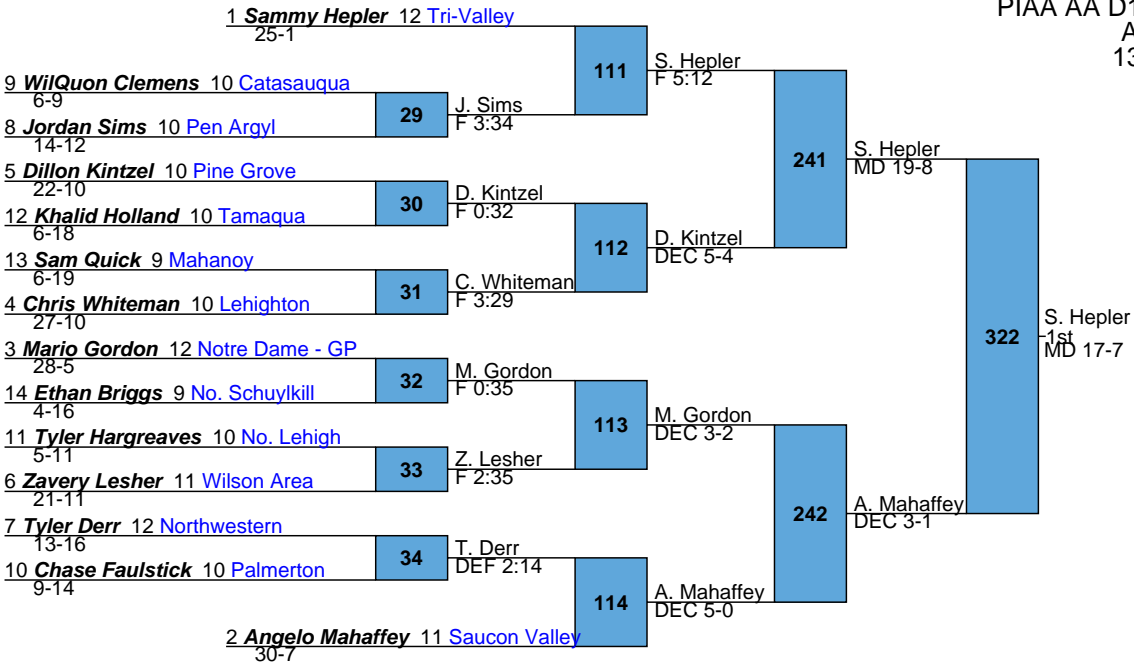 PIAA AA D1
A
13
1 Sammy Hepler 12 Tri-Valley
25-1
9 WilQuon Clemens 10 Catasauqua
6-9
8 Jordan Sims 10 Pen Argyl
14-12
5 Dillon Kintzel 10 Pine Grove
22-10
12 Khalid Holland 10 Tamaqua
6-18
13 Sam Quick 9 Mahanoy
6-19
4 Chris Whiteman 10 Lehighton
27-10
3 Mario Gordon 12 Notre Dame - GP
28-5
14 Ethan Briggs 9 No. Schuylkill
4-16
11 Tyler Hargreaves 10 No. Lehigh
5-11
6 Zavery Lesher 11 Wilson Area
21-11
7 Tyler Derr 12 Northwestern
13-16
10 Chase Faulstick 10 Palmerton
9-14
2 Angelo Mahaffey 11 Saucon Valley
30-7
29
30
31
32
33
34
J. Sims
F 3:34
D. Kintzel
F 0:32
C. Whiteman
F 3:29
M. Gordon
F 0:35
Z. Lesher
F 2:35
T. Derr
DEF 2:14
111
112
113
114
S. Hepler
F 5:12
D. Kintzel
DEC 5-4
M. Gordon
DEC 3-2
A. Mahaffey
DEC 5-0
241
242
S. Hepler
MD 19-8
A. Mahaffey
DEC 3-1
322
S. Hepler
1st
MD 17-7